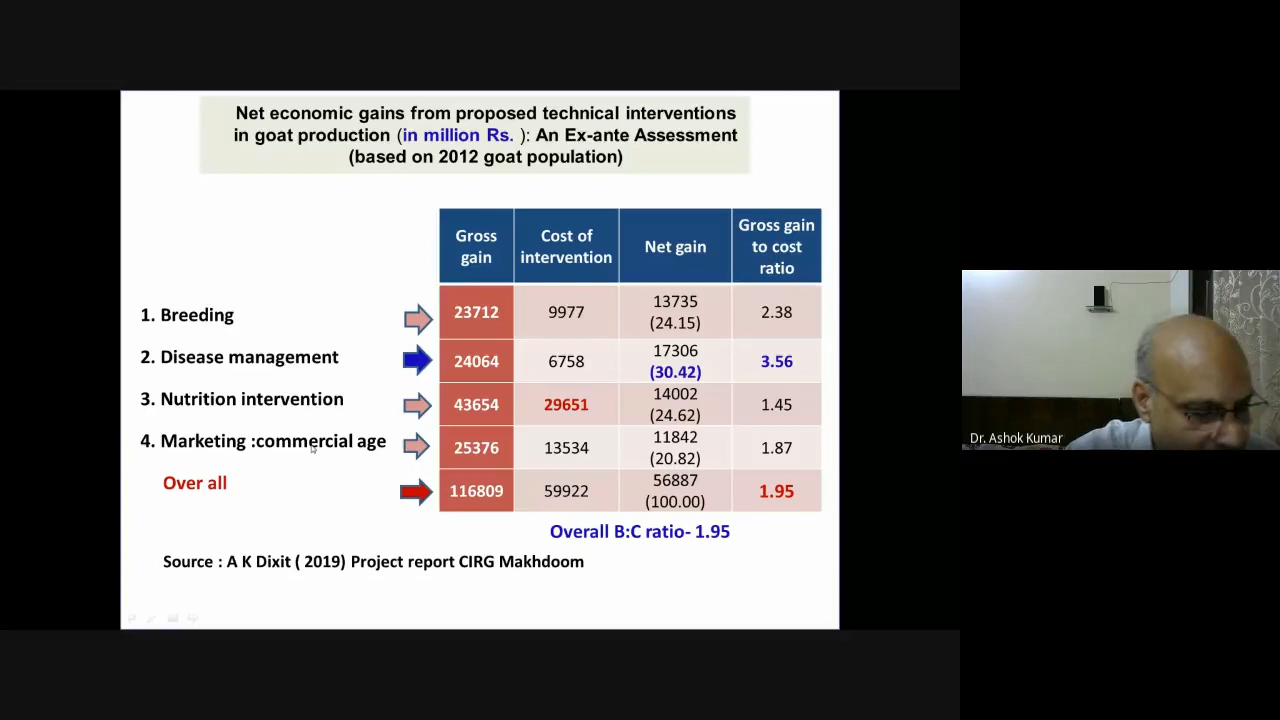 Net economic gains from proposed technical interventions
in goat production (in million Rs. ): An Ex-ante Assessment
(based on 2012 goat population)
Gross gain
Cost of intervention
Net gain
Gross gain to cost ratio
1. Breeding
23712
9977
13735
(24.15)
2.38
2. Disease management
24064
6758
17306
(30.42)
3.56
3. Nutrition intervention
43654
29651
14002
(24.62)
1.45
4. Marketing :commercial age
25376
13534
11842
(20.82)
1.87
Over all
116809
59922
56887
(100.00)
1.95
Overall B:C ratio- 1.95
Source : A K Dixit ( 2019) Project report CIRG Makhdoom
Dr. Ashok Kumar